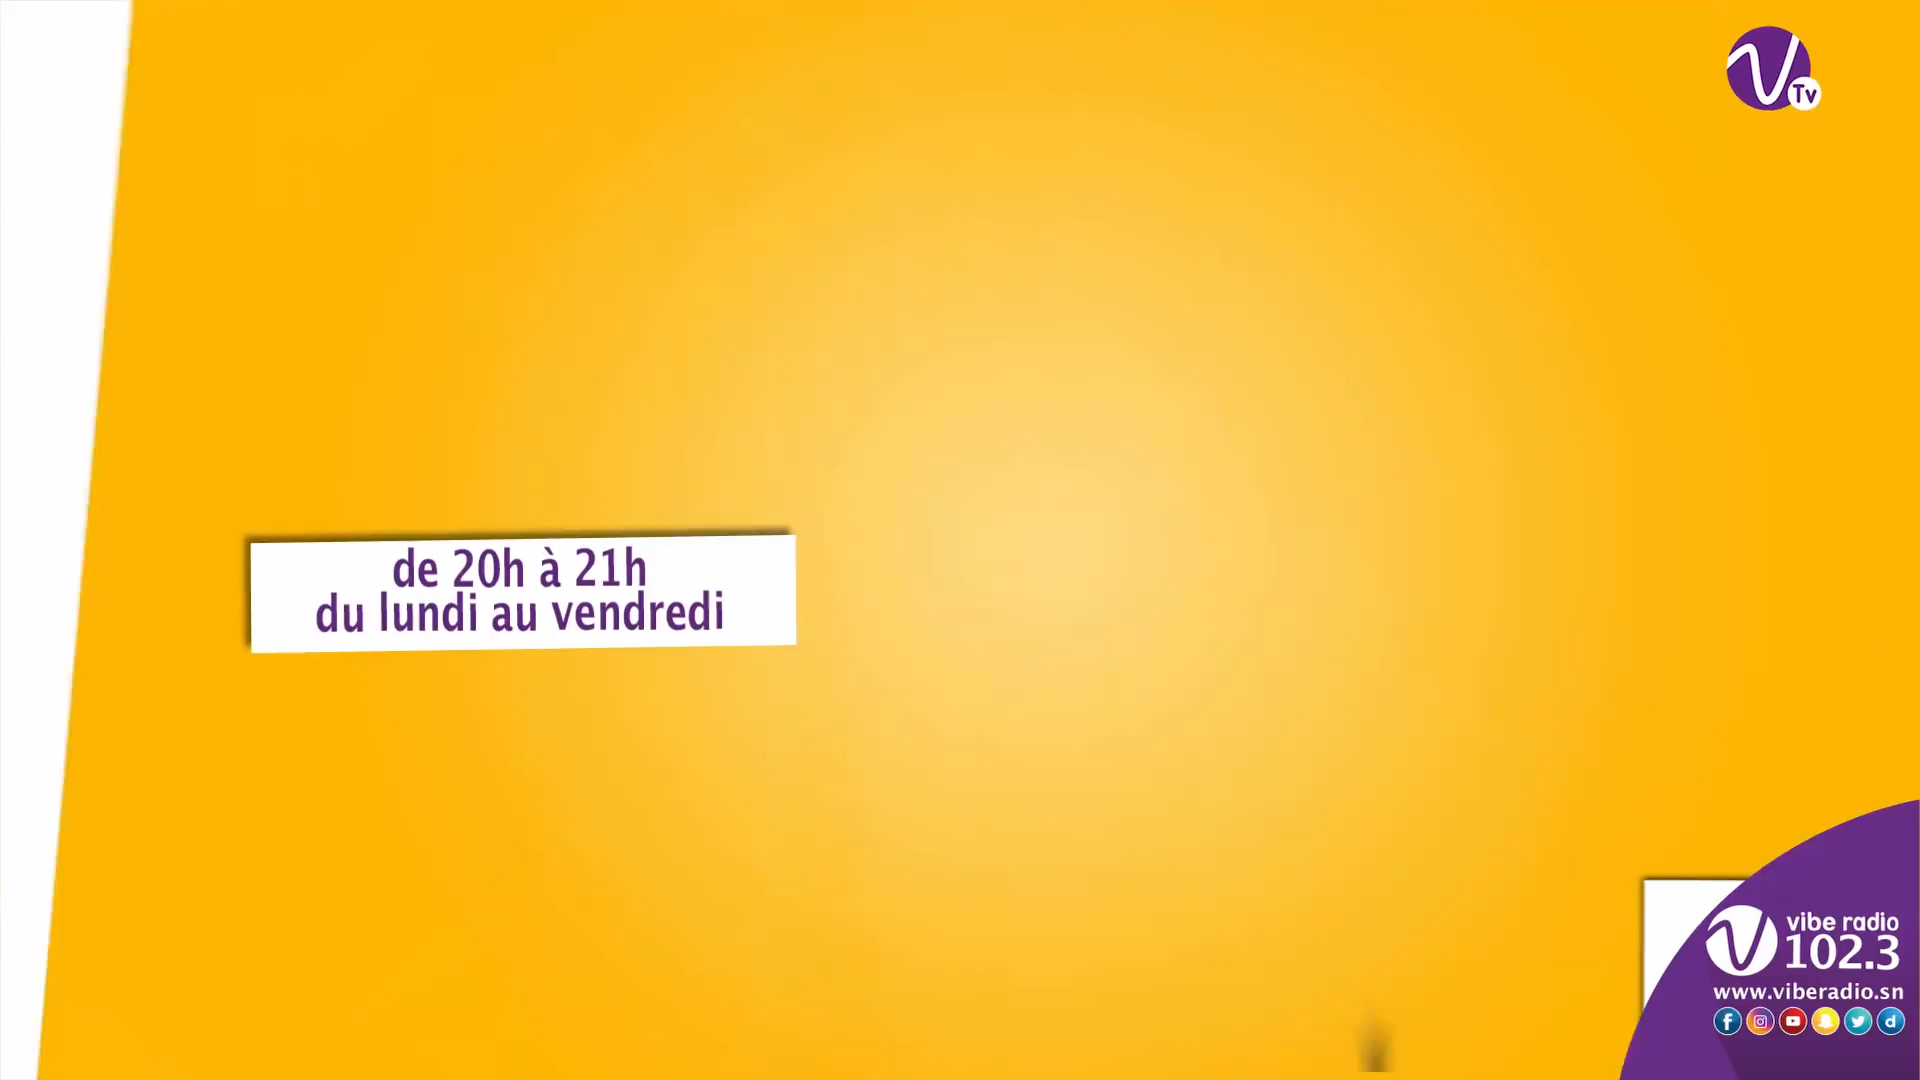 Tv
de 20h à 21h
du lundi au vendredi
vibe radio
102.3
www.viberadio.sn